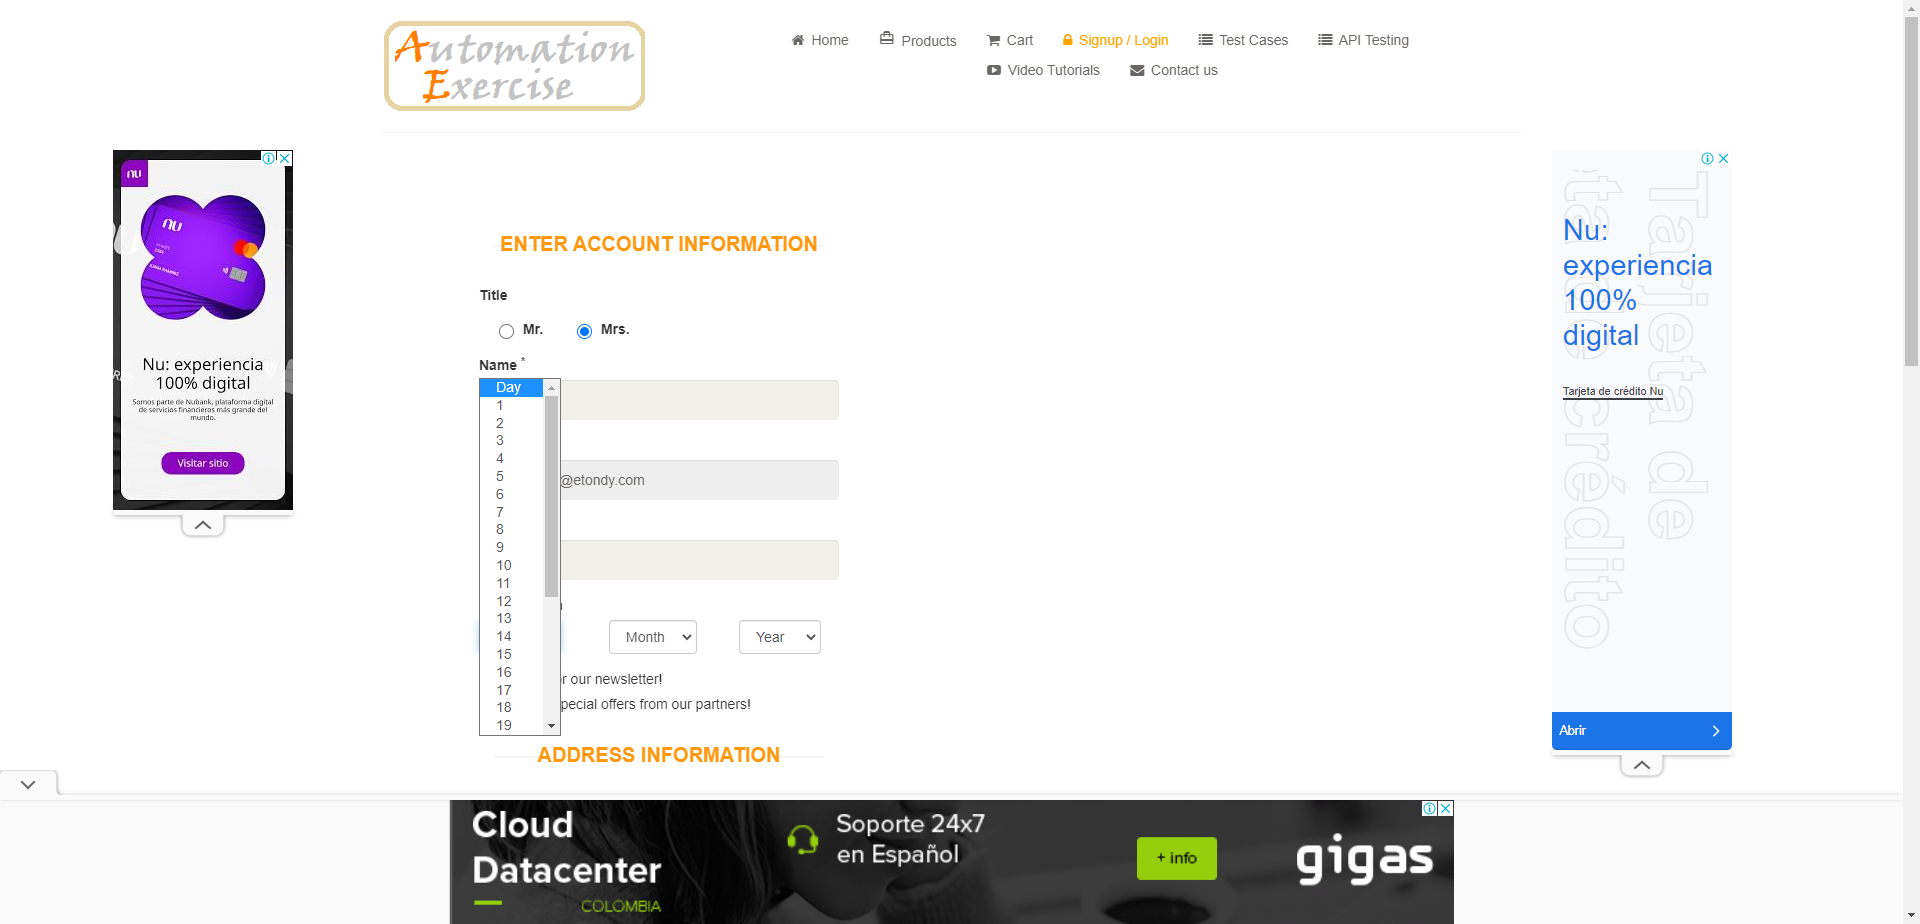 Automation
Exercise
Home
Products
Cart
Signup / Login
Test Cases
API Testing
Video Tutorials
Contact us
nu
nu
Nu: experiencia
100% digital
Somos parte de Nubank, plataforma digital
de servicios financieros más grande del
mundo.
Visitar sitio
ENTER ACCOUNT INFORMATION
Title
Mr.
Mrs.
Name *
Day
1
2
3
4
5
6
7
8
9
10
11
12
13
14
15
16
17
18
19
@etondy.com
Month
Year
r our newsletter!
pecial offers from our partners!
ADDRESS INFORMATION
Tarjeta de
crédito
Nu:
experiencia
100%
digital
Tarjeta de crédito Nu
Abrir
Cloud
Datacenter
COLOMBIA
Soporte 24x7
en Español
+ info
gigas